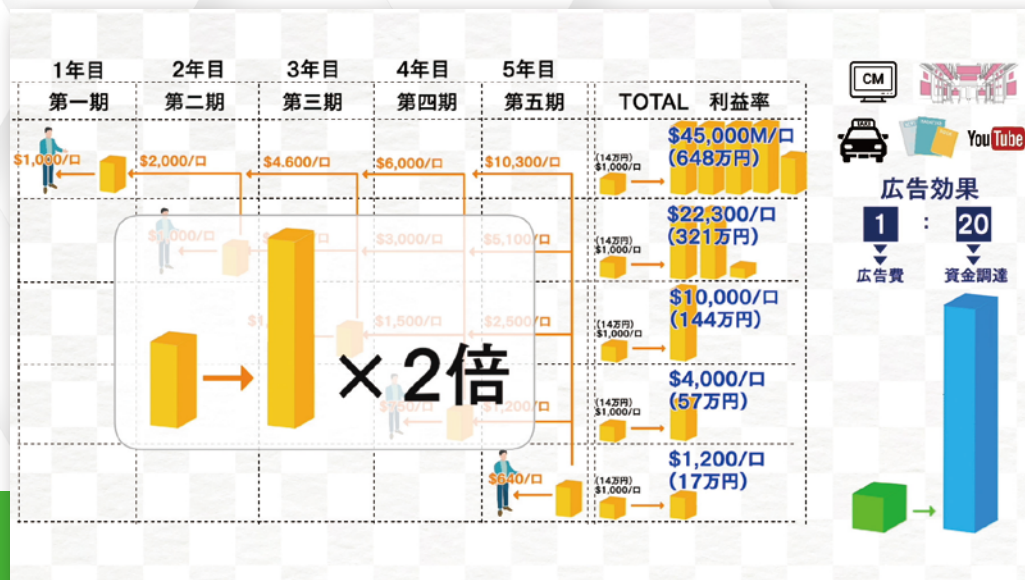 1年目 2年目 3年目 4年目 5年目
第一期 第二期 第三期 第四期 第五期 TOTAL 利益率
$1,000/口 $2,000/口 $4.600/口 $6,000/口 $10,300/口
(14万円)
$1,000/口
$45,000M/口
(648万円)
$3,000/口 $5,100/口
(14万円)
$1,000/口
$22,300/口
(321万円)
$1,500/口 $2,500/口
(14万円)
$1,000/口
$10,000/口
(144万円)
×2倍
$1,200/口
(14万円)
$1,000/口
$4,000/口
(57万円)
$640/口
(14万円)
$1,000/口
$1,200/口
(17万円)
CM
TAXI
YouTube
広告効果
1 : 20
広告費 資金調達